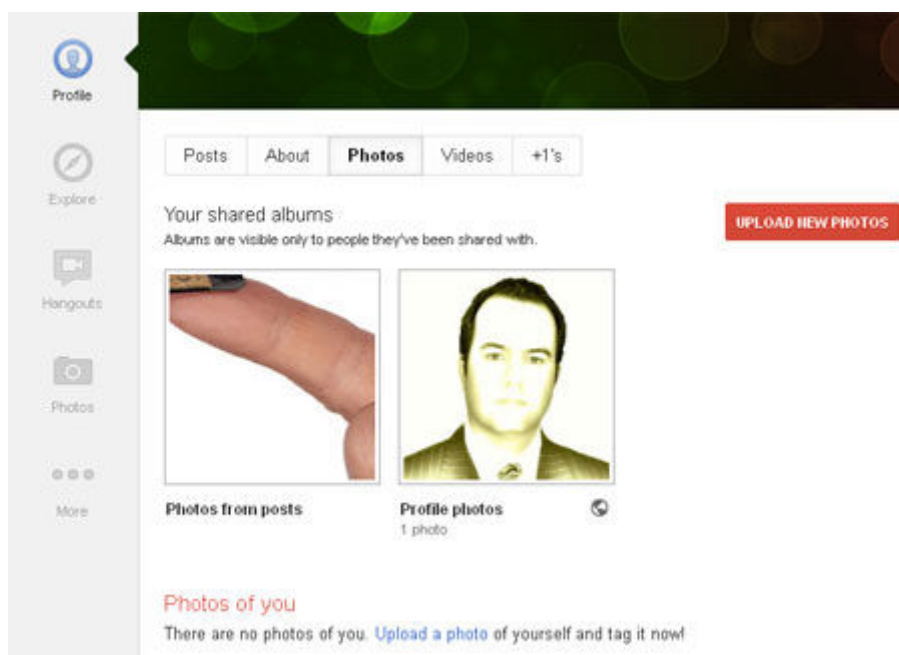 Profile
Explore
Hangouts
Photos
More
Posts About Photos Videos +1's
Your shared albums
Albums are visible only to people they've been shared with.
UPLOAD NEW PHOTOS
Photos from posts
Profile photos
1 photo
Photos of you
There are no photos of you. Upload a photo of yourself and tag it now!